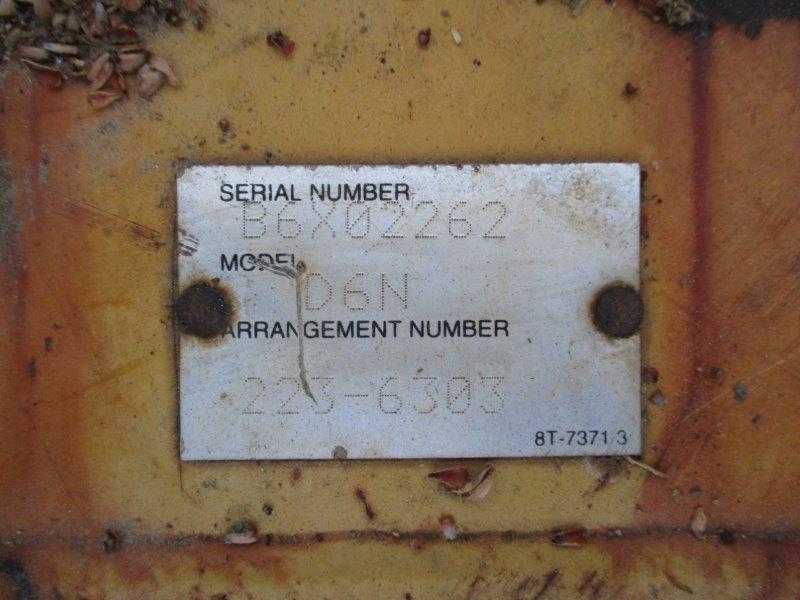 SERIAL NUMBER
B6X02262
MODEL
D6N
ARRANGEMENT NUMBER
223-6303
8T-7371 3